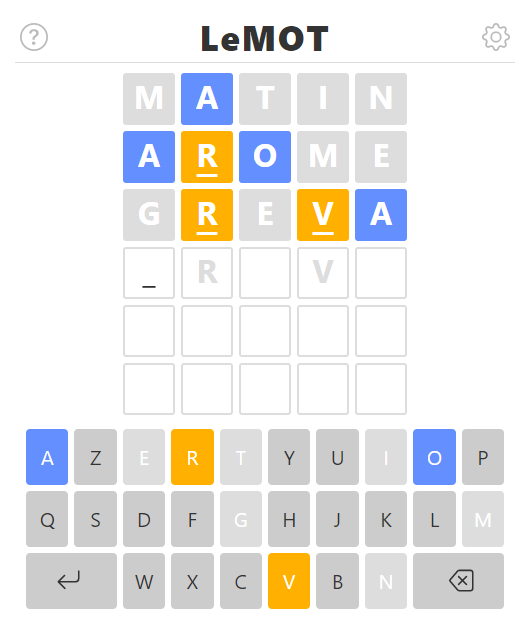 ?
LeMOT
M A T I N
A R O M E
G R E V A
_ R V
A Z E R T Y U I O P
Q S D F G H J K L M
W X C V B N